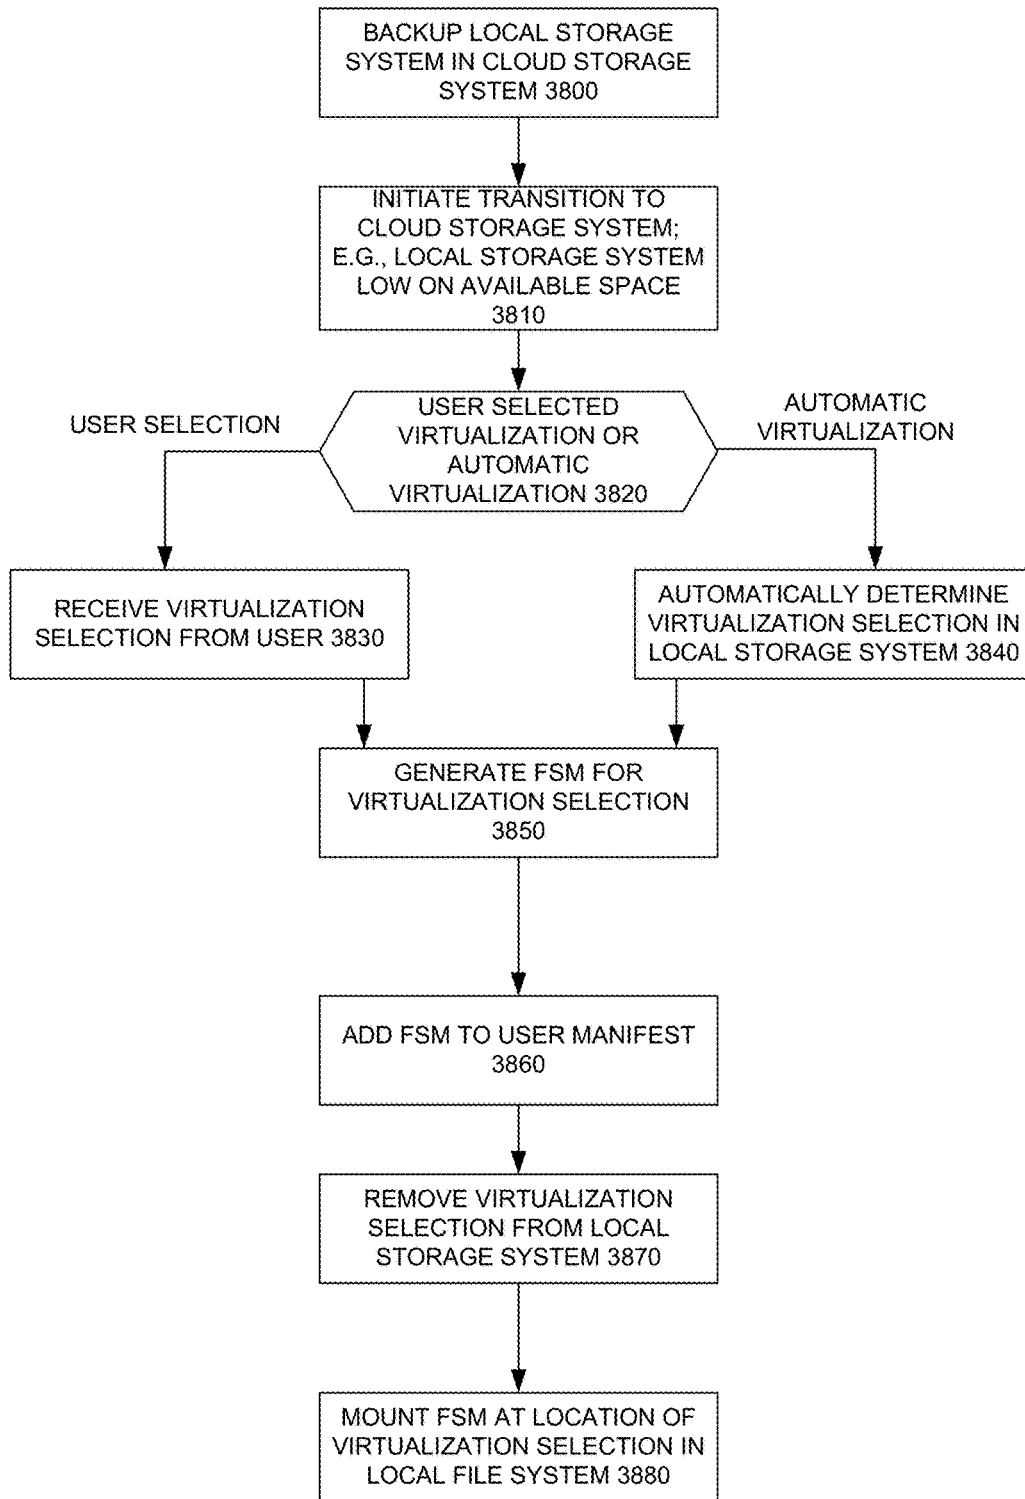 BACKUP LOCAL STORAGE
SYSTEM IN CLOUD STORAGE
SYSTEM 3800
INITIATE TRANSITION TO
CLOUD STORAGE SYSTEM;
E.G., LOCAL STORAGE SYSTEM
LOW ON AVAILABLE SPACE
3810
USER SELECTION
USER SELECTED
VIRTUALIZATION OR
AUTOMATIC
VIRTUALIZATION 3820
AUTOMATIC
VIRTUALIZATION
RECEIVE VIRTUALIZATION
SELECTION FROM USER 3830
AUTOMATICALLY DETERMINE
VIRTUALIZATION SELECTION IN
LOCAL STORAGE SYSTEM 3840
GENERATE FSM FOR
VIRTUALIZATION SELECTION
3850
ADD FSM TO USER MANIFEST
3860
REMOVE VIRTUALIZATION
SELECTION FROM LOCAL
STORAGE SYSTEM 3870
MOUNT FSM AT LOCATION OF
VIRTUALIZATION SELECTION IN
LOCAL FILE SYSTEM 3880